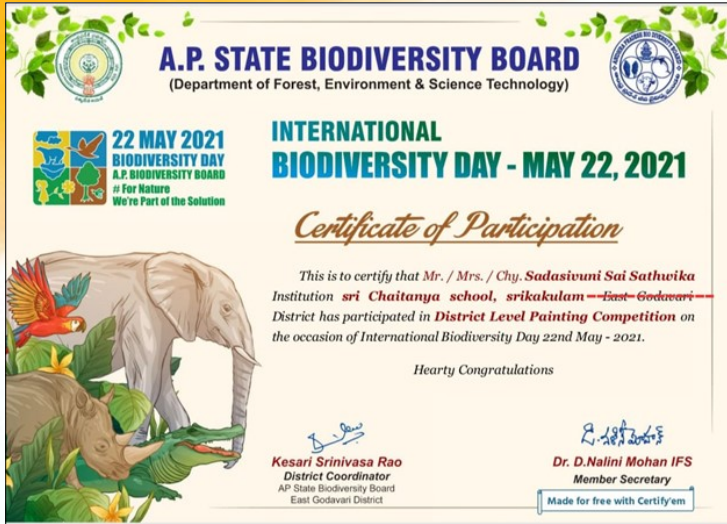 A.P. STATE BIODIVERSITY BOARD
(Department of Forest, Environment & Science Technology)
22 MAY 2021
BIODIVERSITY DAY
A.P. BIODIVERSITY BOARD
# For Nature
We're Part of the Solution
INTERNATIONAL
BIODIVERSITY DAY - MAY 22, 2021
Certificate of Participation
This is to certify that Mr. / Mrs. / Chy. Sadasivuni Sai Sathwika
Institution sri Chaitanya school, srikakulam East Godavari
District has participated in District Level Painting Competition on
the occasion of International Biodiversity Day 22nd May - 2021.
Hearty Congratulations
Kesari Srinivasa Rao
District Coordinator
AP State Biodiversity Board
East Godavari District
Dr. D.Nalini Mohan IFS
Member Secretary
Made for free with Certify'em